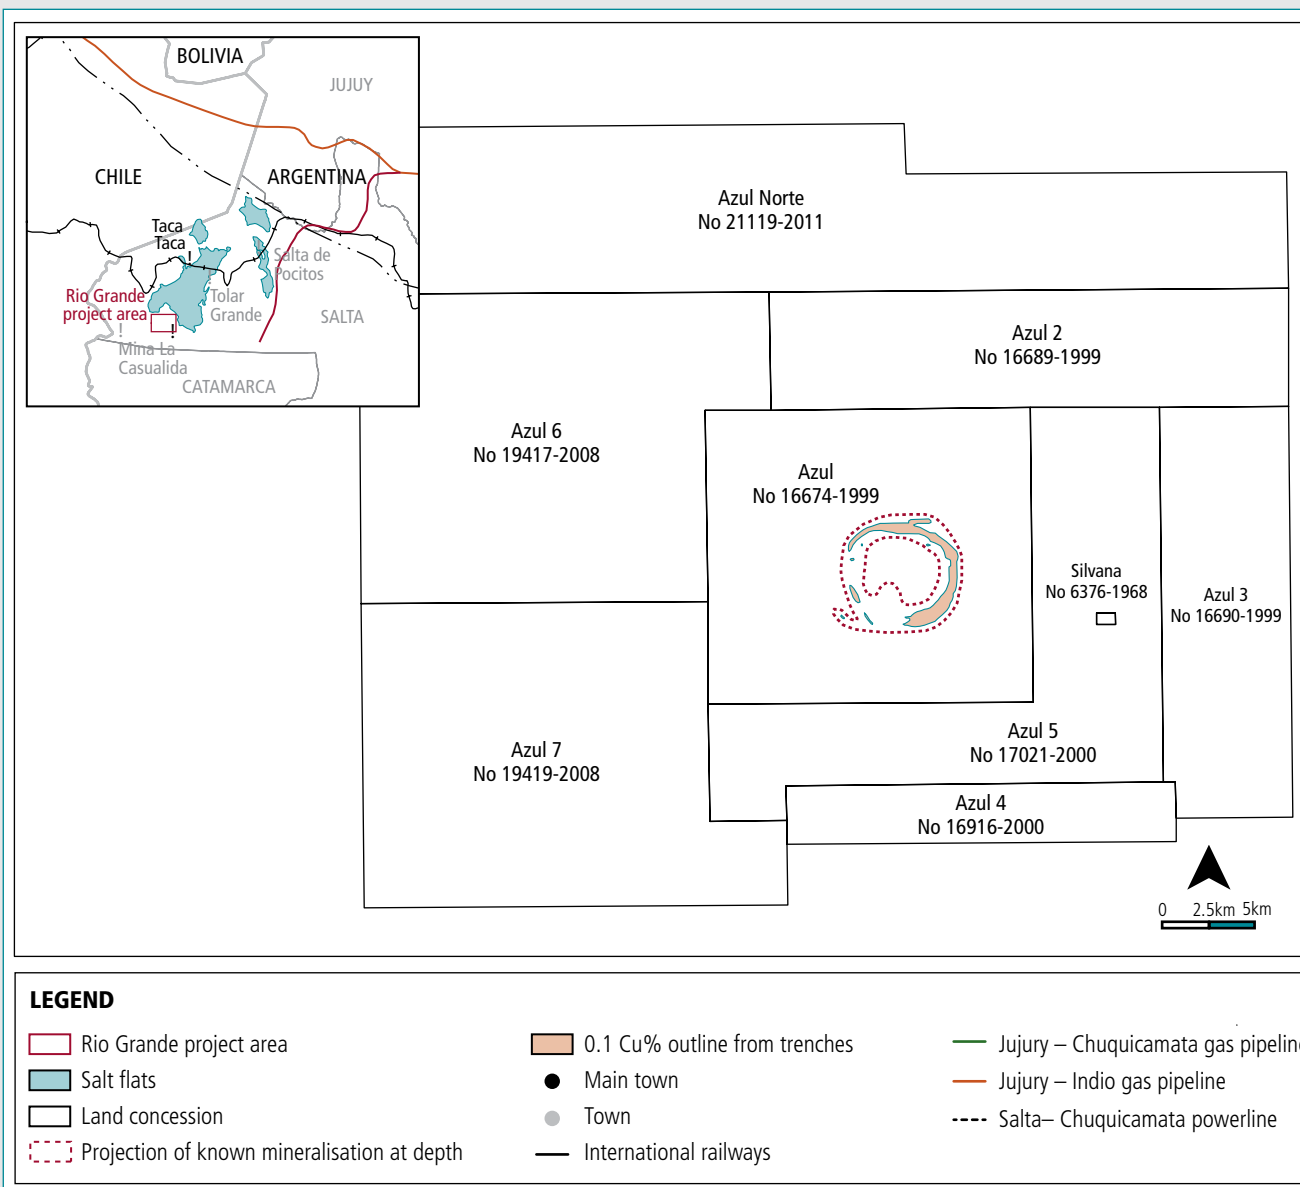 BOLIVIA
JUJUY
CHILE
ARGENTINA
Taca
Taca
Salta de
Pocitos
Rio Grande
project area
Tolar
Grande
SALTA
Mina La
Casualida
CATAMARCA
Azul Norte
No 21119-2011
Azul 2
No 16689-1999
Azul 6
No 19417-2008
Azul
No 16674-1999
Silvana
No 6376-1968
Azul 3
No 16690-1999
Azul 5
No 17021-2000
Azul 7
No 19419-2008
Azul 4
No 16916-2000
0 2.5km 5km
LEGEND
Rio Grande project area
Salt flats
Land concession
Projection of known mineralisation at depth
0.1 Cu% outline from trenches
Main town
Town
International railways
Jujury – Chuquicamata gas pipeline
Jujury – Indio gas pipeline
Salta– Chuquicamata powerline